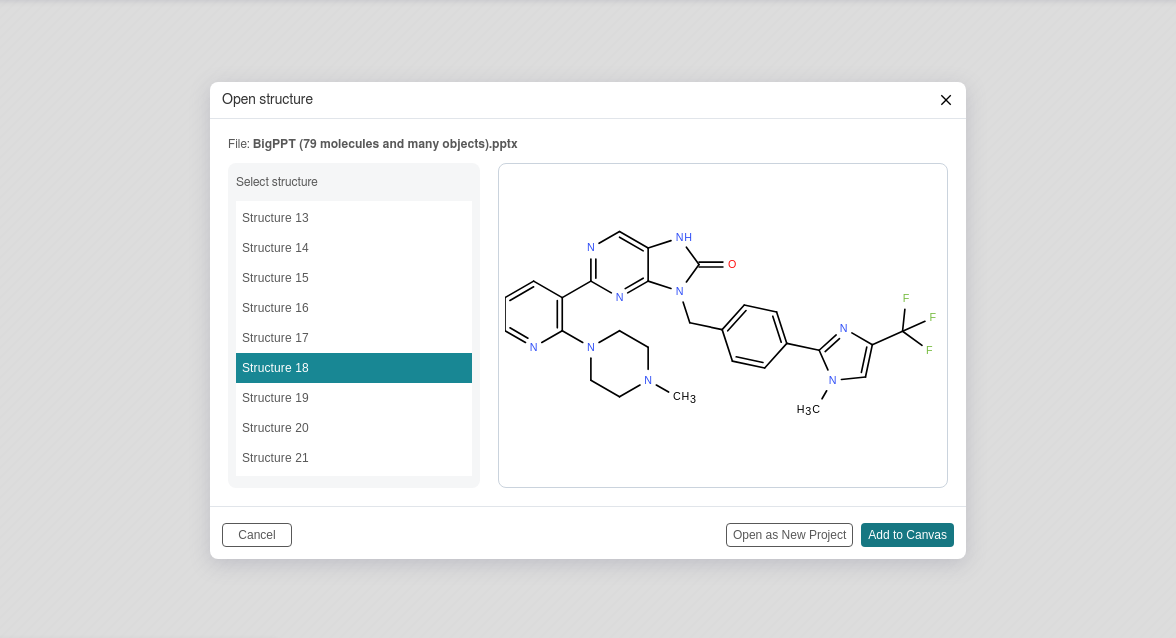 Open structure
File: BigPPT (79 molecules and many objects).pptx
Select structure
Structure 13
Structure 14
Structure 15
Structure 16
Structure 17
Structure 18
Structure 19
Structure 20
Structure 21
N
NH
O
N
N
N
N
N
CH3
F
F
F
N
N
H3C
Cancel
Open as New Project
Add to Canvas